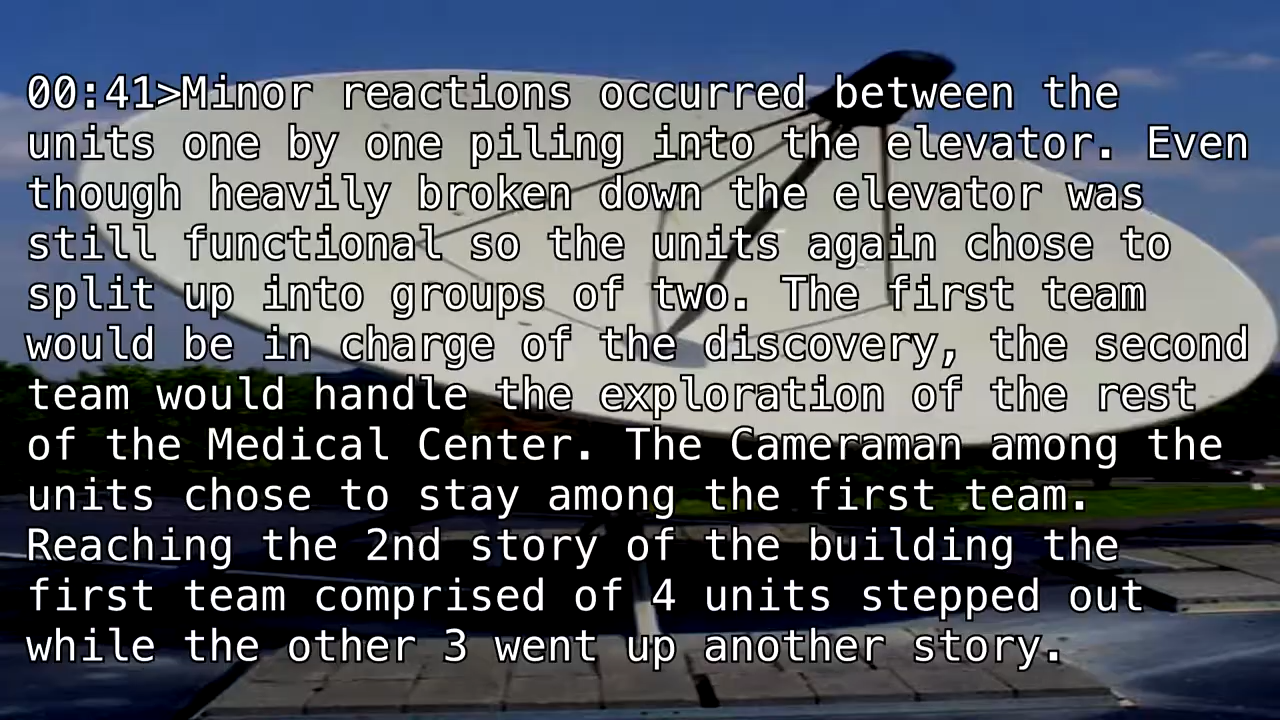 00:41>Minor reactions occurred between the
units one by one piling into the elevator. Even
though heavily broken down the elevator was
still functional so the units again chose to
split up into groups of two. The first team
would be in charge of the discovery, the second
team would handle the exploration of the rest
of the Medical Center. The Cameraman among the
units chose to stay among the first team.
Reaching the 2nd story of the building the
first team comprised of 4 units stepped out
while the other 3 went up another story.